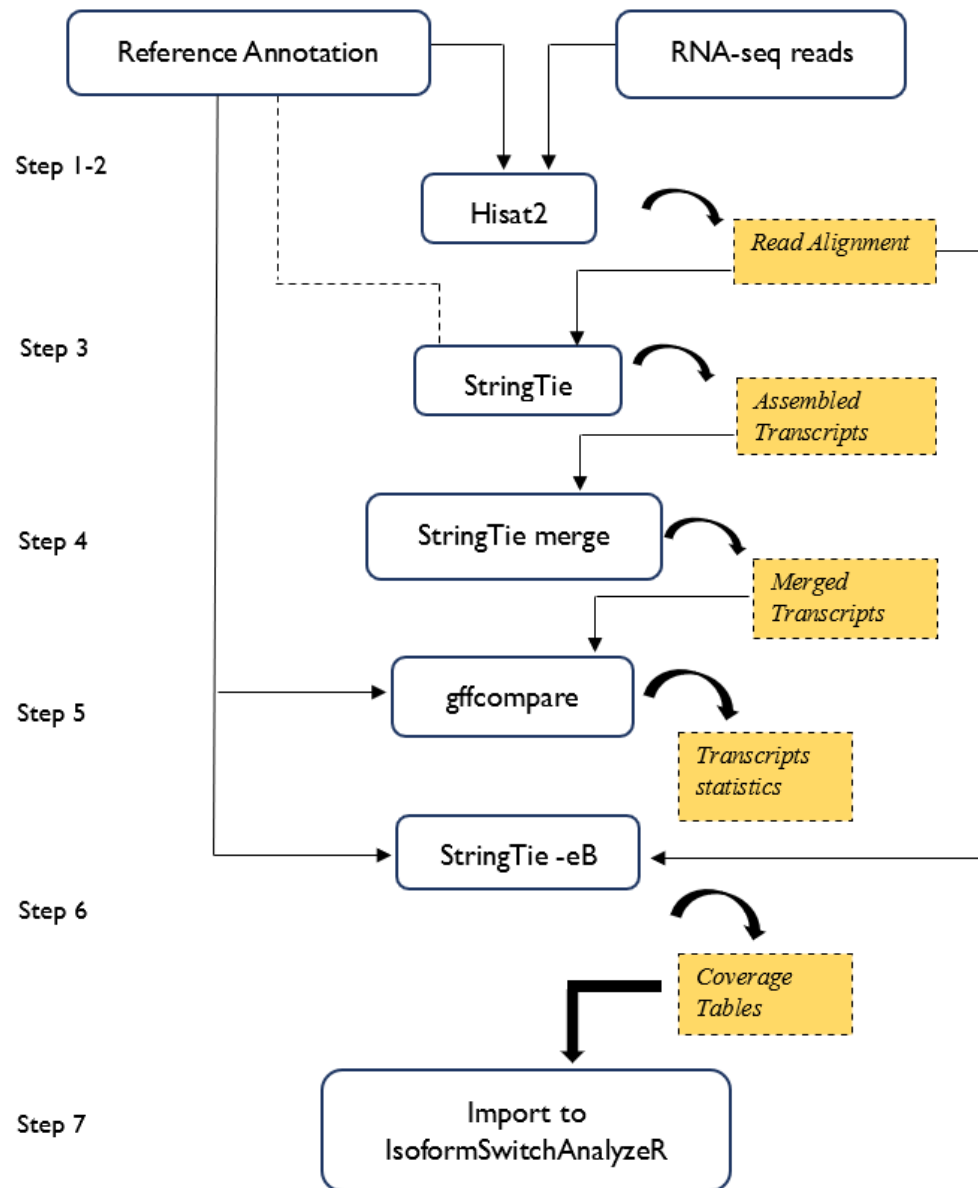 Reference Annotation
RNA-seq reads
Step 1-2
Hisat2
Read Alignment
Step 3
StringTie
Assembled
Transcripts
Step 4
StringTie merge
Merged
Transcripts
Step 5
gffcompare
Transcripts
statistics
StringTie -eB
Step 6
Coverage
Tables
Step 7
Import to
IsoformSwitchAnalyzeR